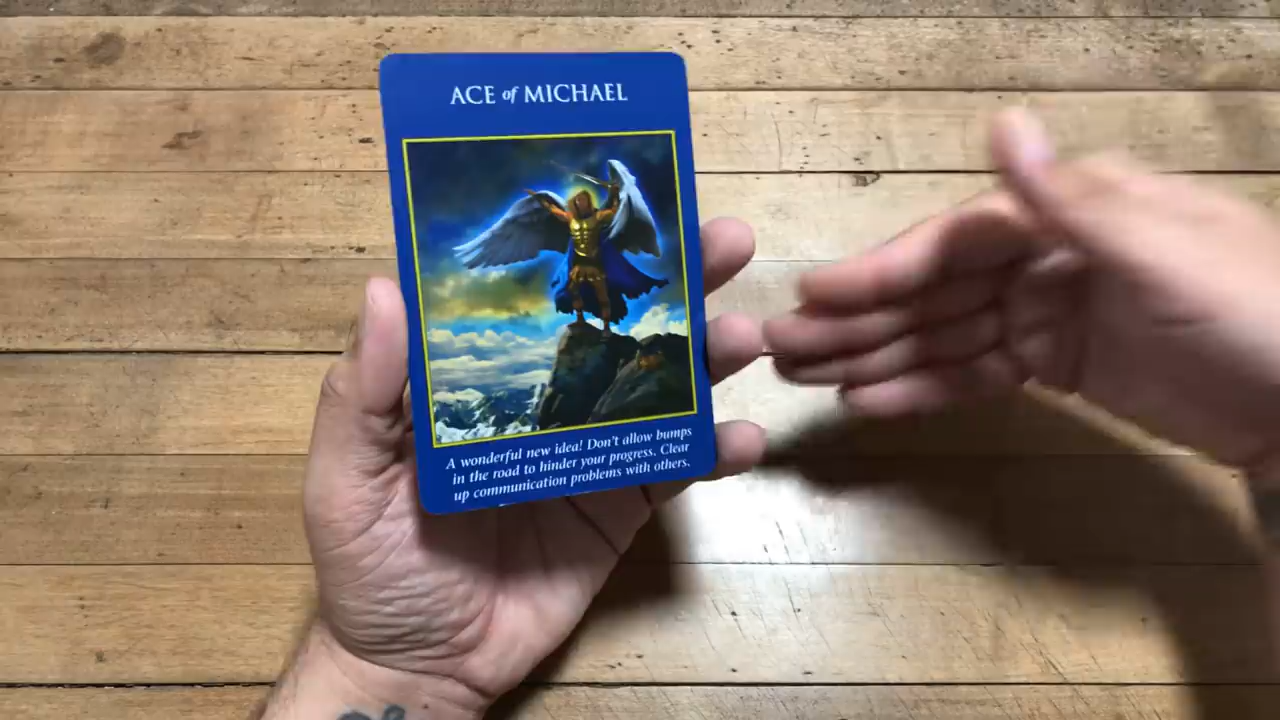 ACE of MICHAEL
A wonderful new idea! Don't allow bumps
in the road to hinder your progress. Clear
up communication problems with others.